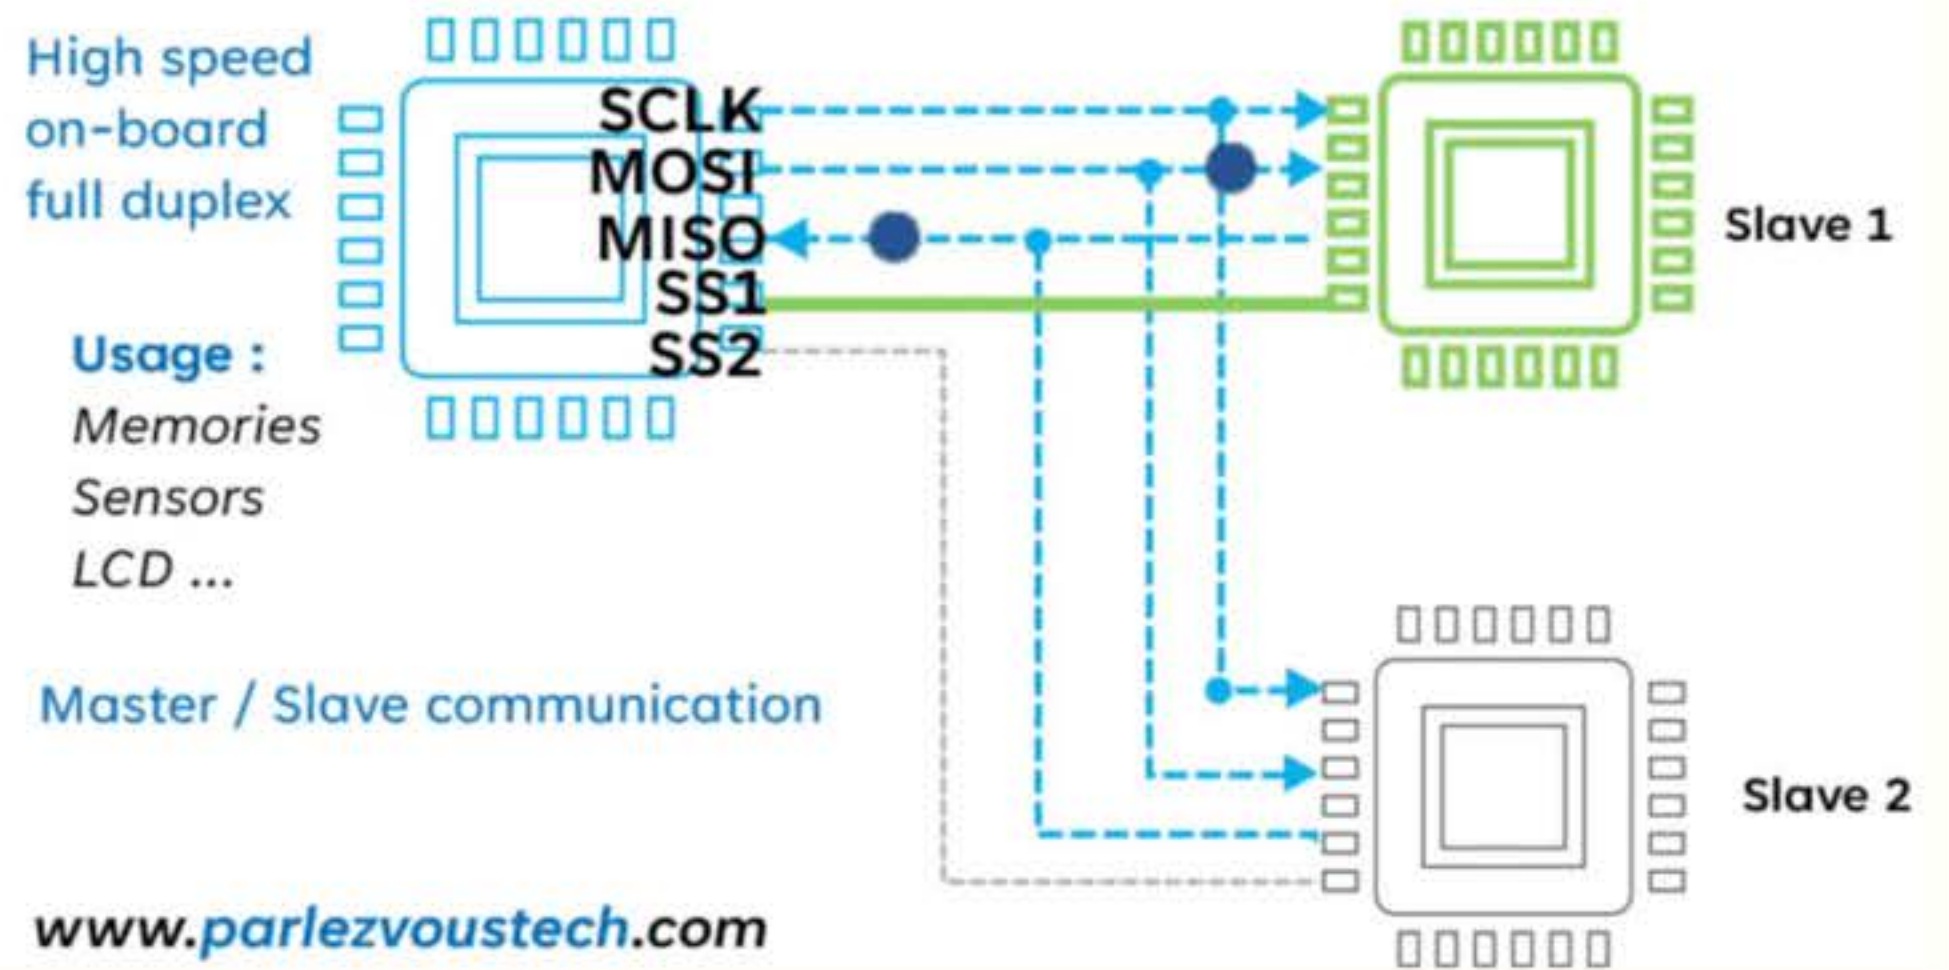 High speed
on-board
full duplex
SCLK
MOSI
MISO
SS1
SS2
Slave 1
Usage :
Memories
Sensors
LCD ...
Master / Slave communication
Slave 2
www.parlezvoustech.com